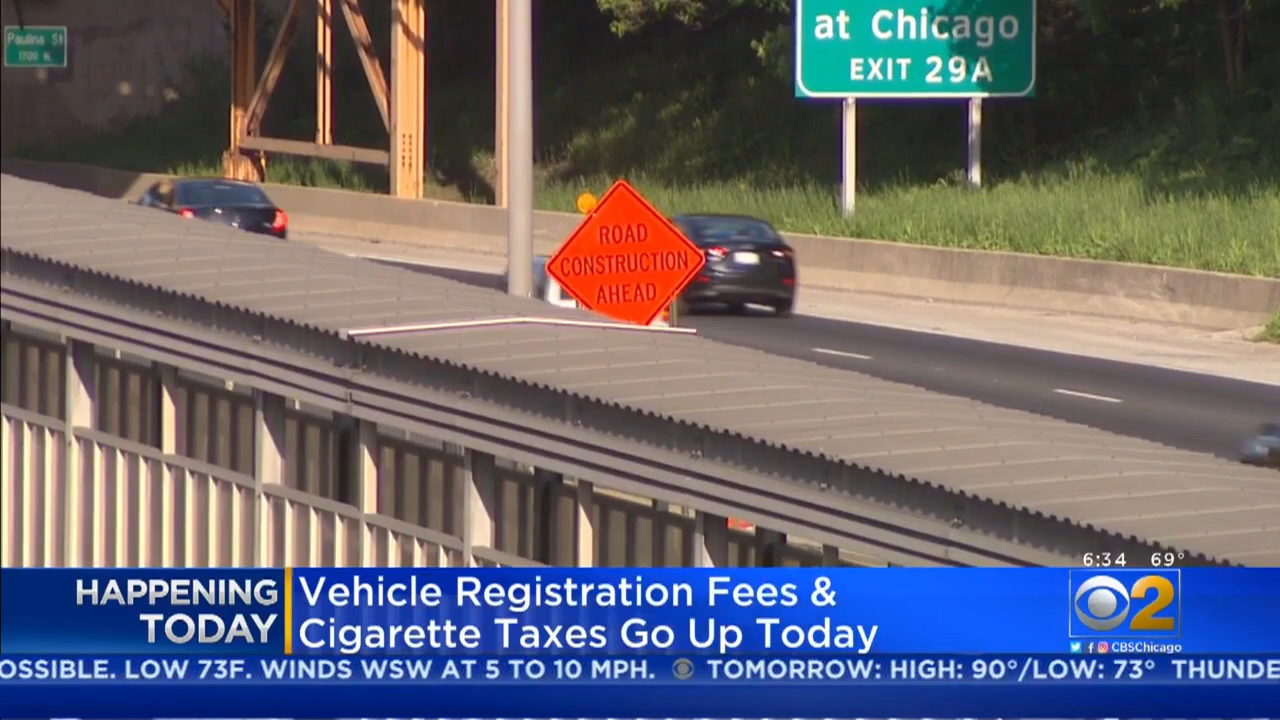 Paulina St
1700 N.
at Chicago
EXIT 29A
ROAD
CONSTRUCTION
AHEAD
6:34 69°
HAPPENING
TODAY
Vehicle Registration Fees &
Cigarette Taxes Go Up Today
2
CBSChicago
OSSIBLE. LOW 73F. WINDS WSW AT 5 TO 10 MPH. TOMORROW: HIGH: 90°/LOW: 73° THUNDE